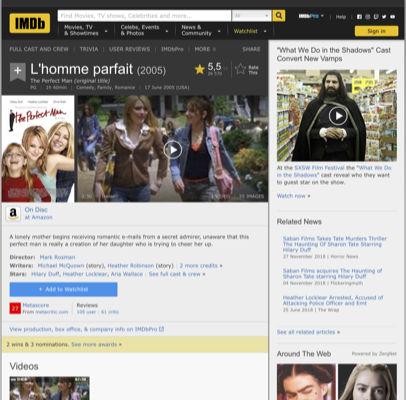 IMDb
Find Movies, TV shows, Celebrities and more...
All
IMDbPro
Help
Movies, TV
& Showtimes
Celebs, Events
& Photos
News &
Community
Watchlist
Sign in
FULL CAST AND CREW | TRIVIA | USER REVIEWS | IMDbPro | MORE
SHARE
L'homme parfait (2005)
The Perfect Man (original title)
PG | 1h 40min | Comedy, Family, Romance | 17 June 2005 (USA)
5,5
Rate
This
The Perfect Man
On Disc
at Amazon
A lonely mother begins receiving romantic e-mails from a secret admirer, unaware that this
perfect man is really a creation of her daughter who is trying to cheer her up.
Director: Mark Rosman
Writers: Michael McQuown (story), Heather Robinson (story) | 2 more credits »
Stars: Hilary Duff, Heather Locklear, Aria Wallace | See full cast & crew »
+ Add to Watchlist
27
Metascore
From metacritic.com
Reviews
105 user | 61 critic
View production, box office, & company info on IMDbPro
2 wins & 3 nominations. See more awards »
Videos
"What We Do in the Shadows" Cast
Convert New Vamps
At the SXSW Film Festival the "What We
Do in the Shadows" cast reveal who they
want to guest star on the show.
Watch now »
Related News
Saban Films Takes Tate Murders Thriller
The Haunting Of Sharon Tate Starring
Hilary Duff
27 November 2018 | Horror News
Saban Films acquires The Haunting of
Sharon Tate starring Hilary Duff
04 November 2018 | Flickeringmyth
Heather Locklear Arrested, Accused of
Attacking Police Officer and Emt
25 June 2018 | The Wrap
See all related articles »
Around The Web
Powered by ZergNet